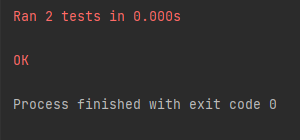 Ran 2 tests in 0.000s
OK
Process finished with exit code 0